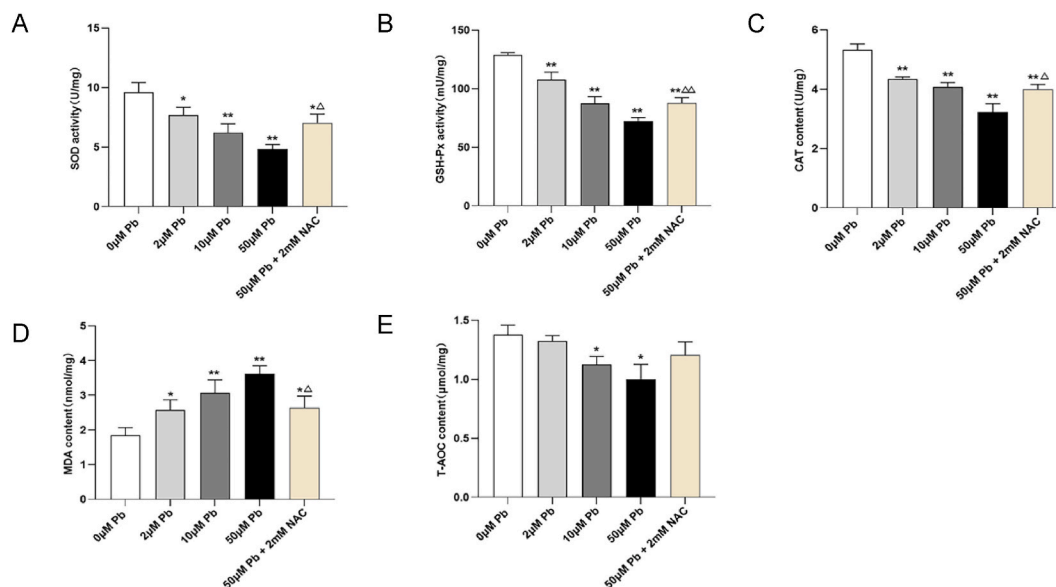 A
SOD activity(U/mg)
15
10
5
0
*
**
**
*△
0μM Pb
2μM Pb
10μM Pb
50μM Pb
50μM Pb + 2mM NAC
B
GSH-Px activity(mU/mg)
150
100
50
0
**
**
**
**△△
0μM Pb
2μM Pb
10μM Pb
50μM Pb
50μM Pb + 2mM NAC
C
CAT content(U/mg)
6
4
2
0
**
**
**
**△
0μM Pb
2μM Pb
10μM Pb
50μM Pb
50μM Pb + 2mM NAC
D
MDA content(nmol/mg)
5
4
3
2
1
0
*
**
**
*△
0μM Pb
2μM Pb
10μM Pb
50μM Pb
50μM Pb + 2mM NAC
E
T-AOC content(μmol/mg)
1.5
1.0
0.5
0.0
*
*
0μM Pb
2μM Pb
10μM Pb
50μM Pb
50μM Pb + 2mM NAC